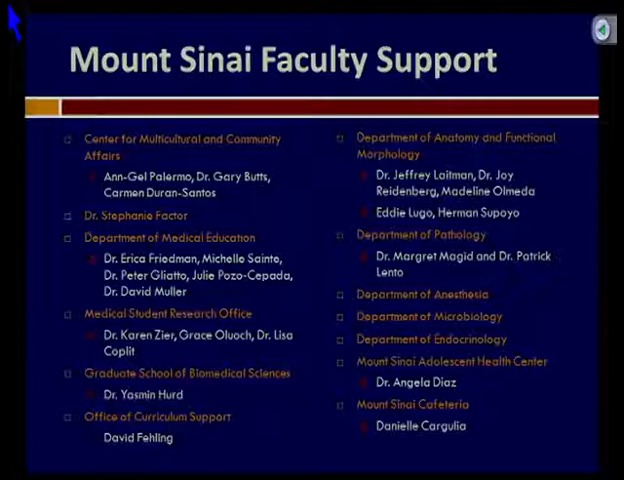 Mount Sinai Faculty Support
Center for Multicultural and Community
Affairs
Ann-Gel Palermo, Dr. Gary Butts,
Carmen Duran-Santos
Dr. Stephanie Factor
Department of Medical Education
Dr. Erica Friedman, Michelle Sainte,
Dr. Peter Gliatto, Julie Pozo-Cepada,
Dr. David Muller
Medical Student Research Office
Dr. Karen Zier, Grace Oluoch, Dr. Lisa
Coplit
Graduate School of Biomedical Sciences
Dr. Yasmin Hurd
Office of Curriculum Support
David Fehling
Department of Anatomy and Functional
Morphology
Dr. Jeffrey Laitman, Dr. Joy
Reidenberg, Madeline Olmeda
Eddie Lugo, Herman Supoyo
Department of Pathology
Dr. Margret Magid and Dr. Patrick
Lento
Department of Anesthesia
Department of Microbiology
Department of Endocrinology
Mount Sinai Adolescent Health Center
Dr. Angela Diaz
Mount Sinai Cafeteria
Danielle Cargulia